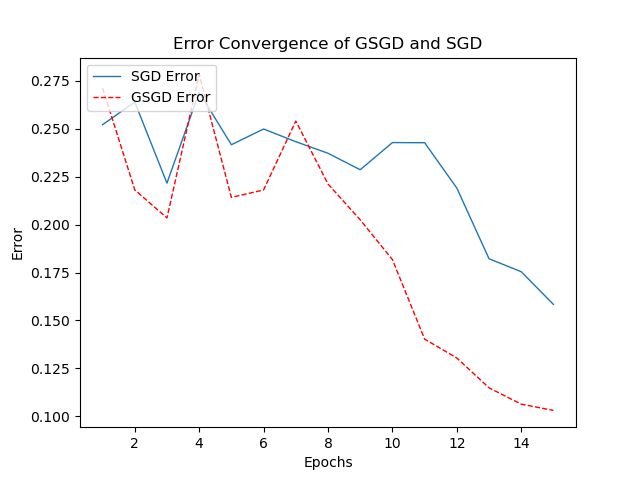 Error Convergence of GSGD and SGD
SGD Error
GSGD Error
0.275
0.250
0.225
0.200
0.175
0.150
0.125
0.100
Error
2 4 6 8 10 12 14
Epochs